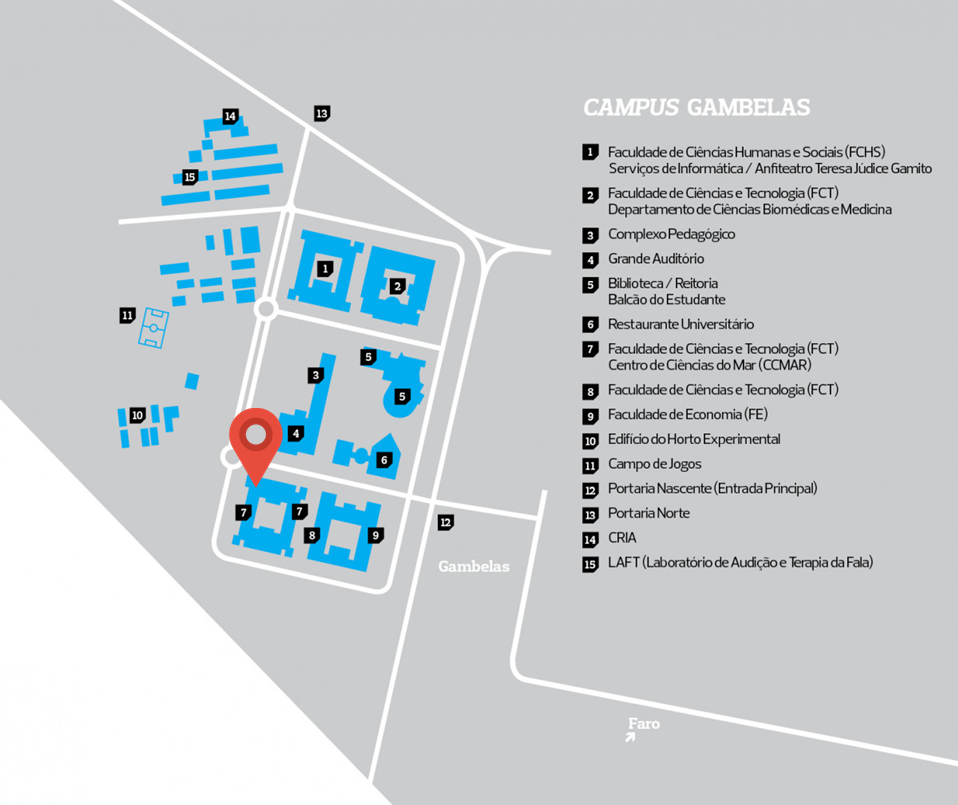 CAMPUS GAMBELAS
1 Faculdade de Ciências Humanas e Sociais (FCHS)
Serviços de Informática / Anfiteatro Teresa Júdice Gamito
2 Faculdade de Ciências e Tecnologia (FCT)
Departamento de Ciências Biomédicas e Medicina
3 Complexo Pedagógico
4 Grande Auditório
5 Biblioteca / Reitoria
Balcão do Estudante
6 Restaurante Universitário
7 Faculdade de Ciências e Tecnologia (FCT)
Centro de Ciências do Mar (CCMAR)
8 Faculdade de Ciências e Tecnologia (FCT)
9 Faculdade de Economia (FE)
10 Edifício do Horto Experimental
11 Campo de Jogos
12 Portaria Nascente (Entrada Principal)
13 Portaria Norte
14 CRIA
15 LAFT (Laboratório de Audição e Terapia da Fala)
14
13
15
1
2
11
5
3
5
10
4
6
7
7
8
9
12
Gambelas
Faro